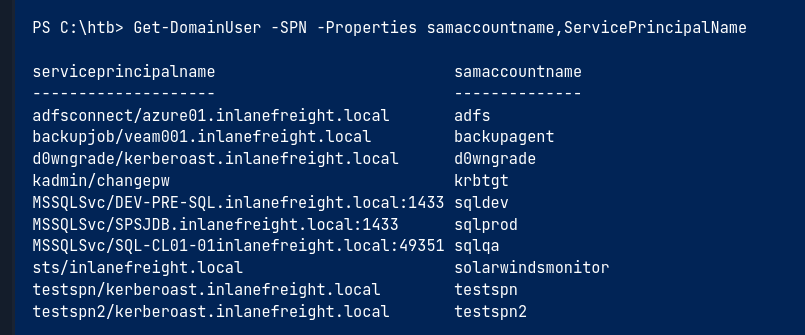 PS C:\htb> Get-DomainUser -SPN -Properties samaccountname,ServicePrincipalName
serviceprincipalname samaccountname
-------------------- --------------
adfsconnect/azure01.inlanefreight.local adfs
backupjob/veam001.inlanefreight.local backupagent
d0wngrade/kerberoast.inlanefreight.local d0wngrade
kadmin/changepw krbtgt
MSSQLSvc/DEV-PRE-SQL.inlanefreight.local:1433 sqldev
MSSQLSvc/SPSJDB.inlanefreight.local:1433 sqlprod
MSSQLSvc/SQL-CL01-01inlanefreight.local:49351 sqlqa
sts/inlanefreight.local solarwindsmonitor
testspn/kerberoast.inlanefreight.local testspn
testspn2/kerberoast.inlanefreight.local testspn2